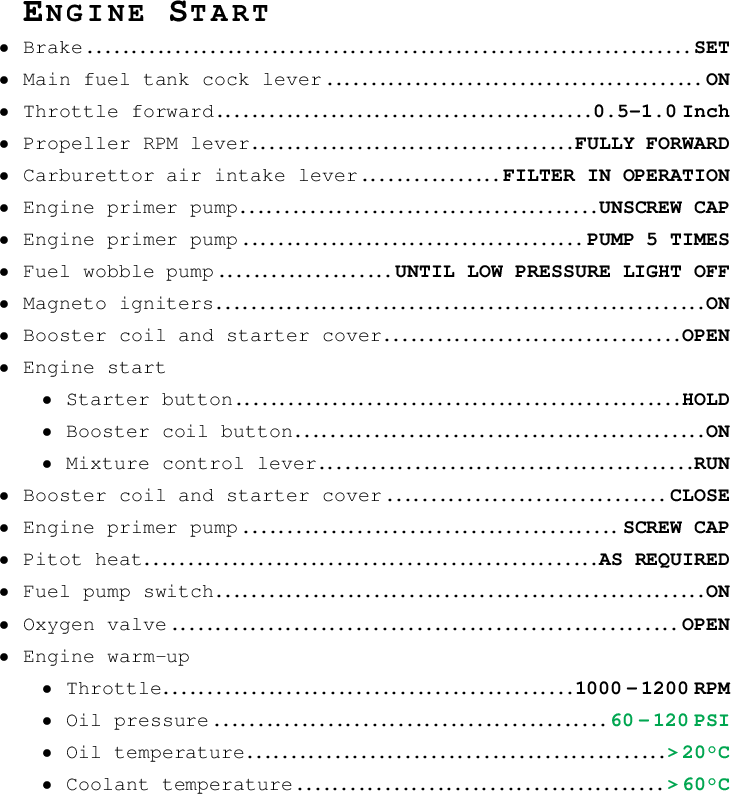 ENGINE START
• Brake........................................................................SET
• Main fuel tank cock lever...........................................ON
• Throttle forward...........................................0.5-1.0 Inch
• Propeller RPM lever.....................................FULLY FORWARD
• Carburettor air intake lever................FILTER IN OPERATION
• Engine primer pump.........................................UNSCREW CAP
• Engine primer pump.......................................PUMP 5 TIMES
• Fuel wobble pump....................UNTIL LOW PRESSURE LIGHT OFF
• Magneto igniters........................................................ON
• Booster coil and starter cover..................................OPEN
• Engine start
• Starter button...................................................HOLD
• Booster coil button...............................................ON
• Mixture control lever...........................................RUN
• Booster coil and starter cover................................CLOSE
• Engine primer pump...........................................SCREW CAP
• Pitot heat....................................................AS REQUIRED
• Fuel pump switch........................................................ON
• Oxygen valve..........................................................OPEN
• Engine warm-up
• Throttle...............................................1000 – 1200 RPM
• Oil pressure.............................................60 – 120 PSI
• Oil temperature................................................> 20°C
• Coolant temperature..........................................> 60°C